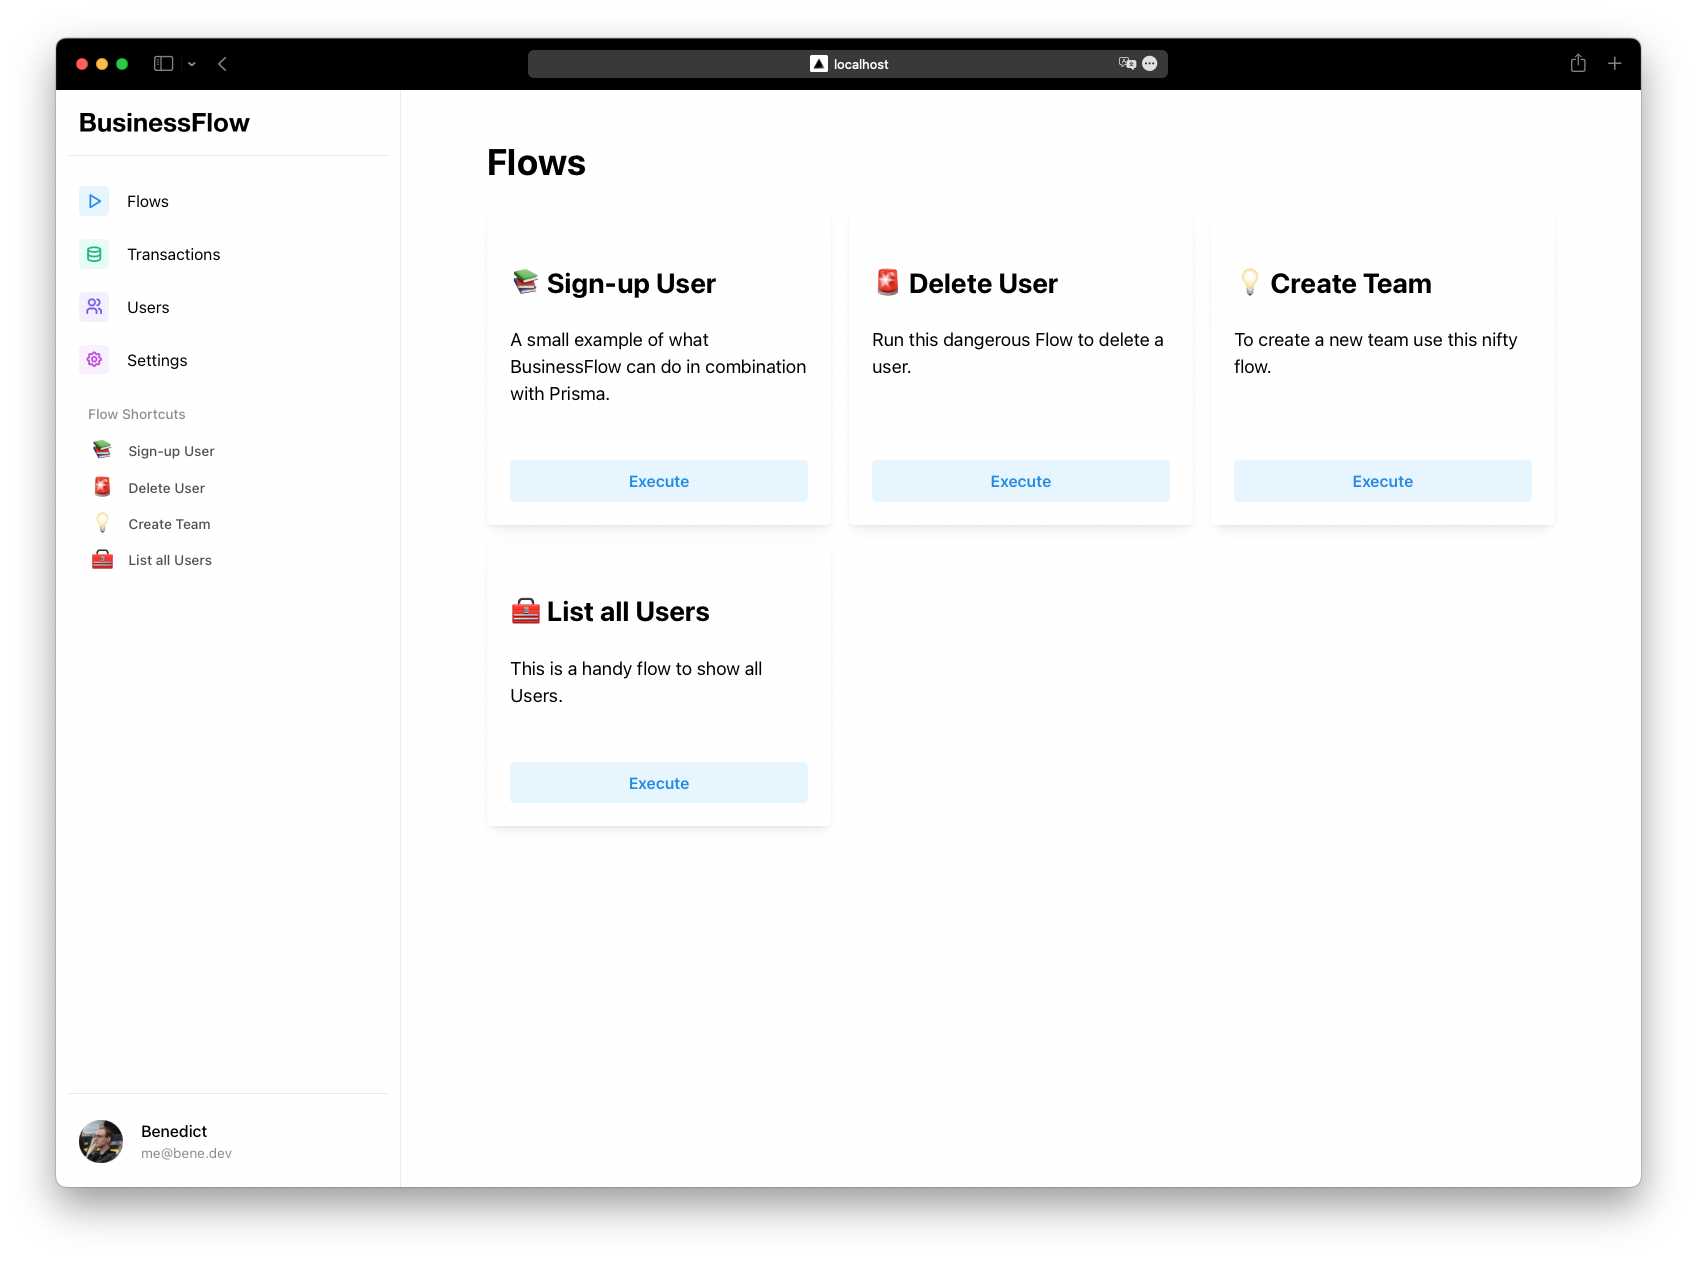 localhost
BusinessFlow
Flows
Transactions
Users
Settings
Flow Shortcuts
Sign-up User
Delete User
Create Team
List all Users
Benedict
me@bene.dev
Flows
Sign-up User
A small example of what
BusinessFlow can do in combination
with Prisma.
Execute
Delete User
Run this dangerous Flow to delete a
user.
Execute
Create Team
To create a new team use this nifty
flow.
Execute
List all Users
This is a handy flow to show all
Users.
Execute